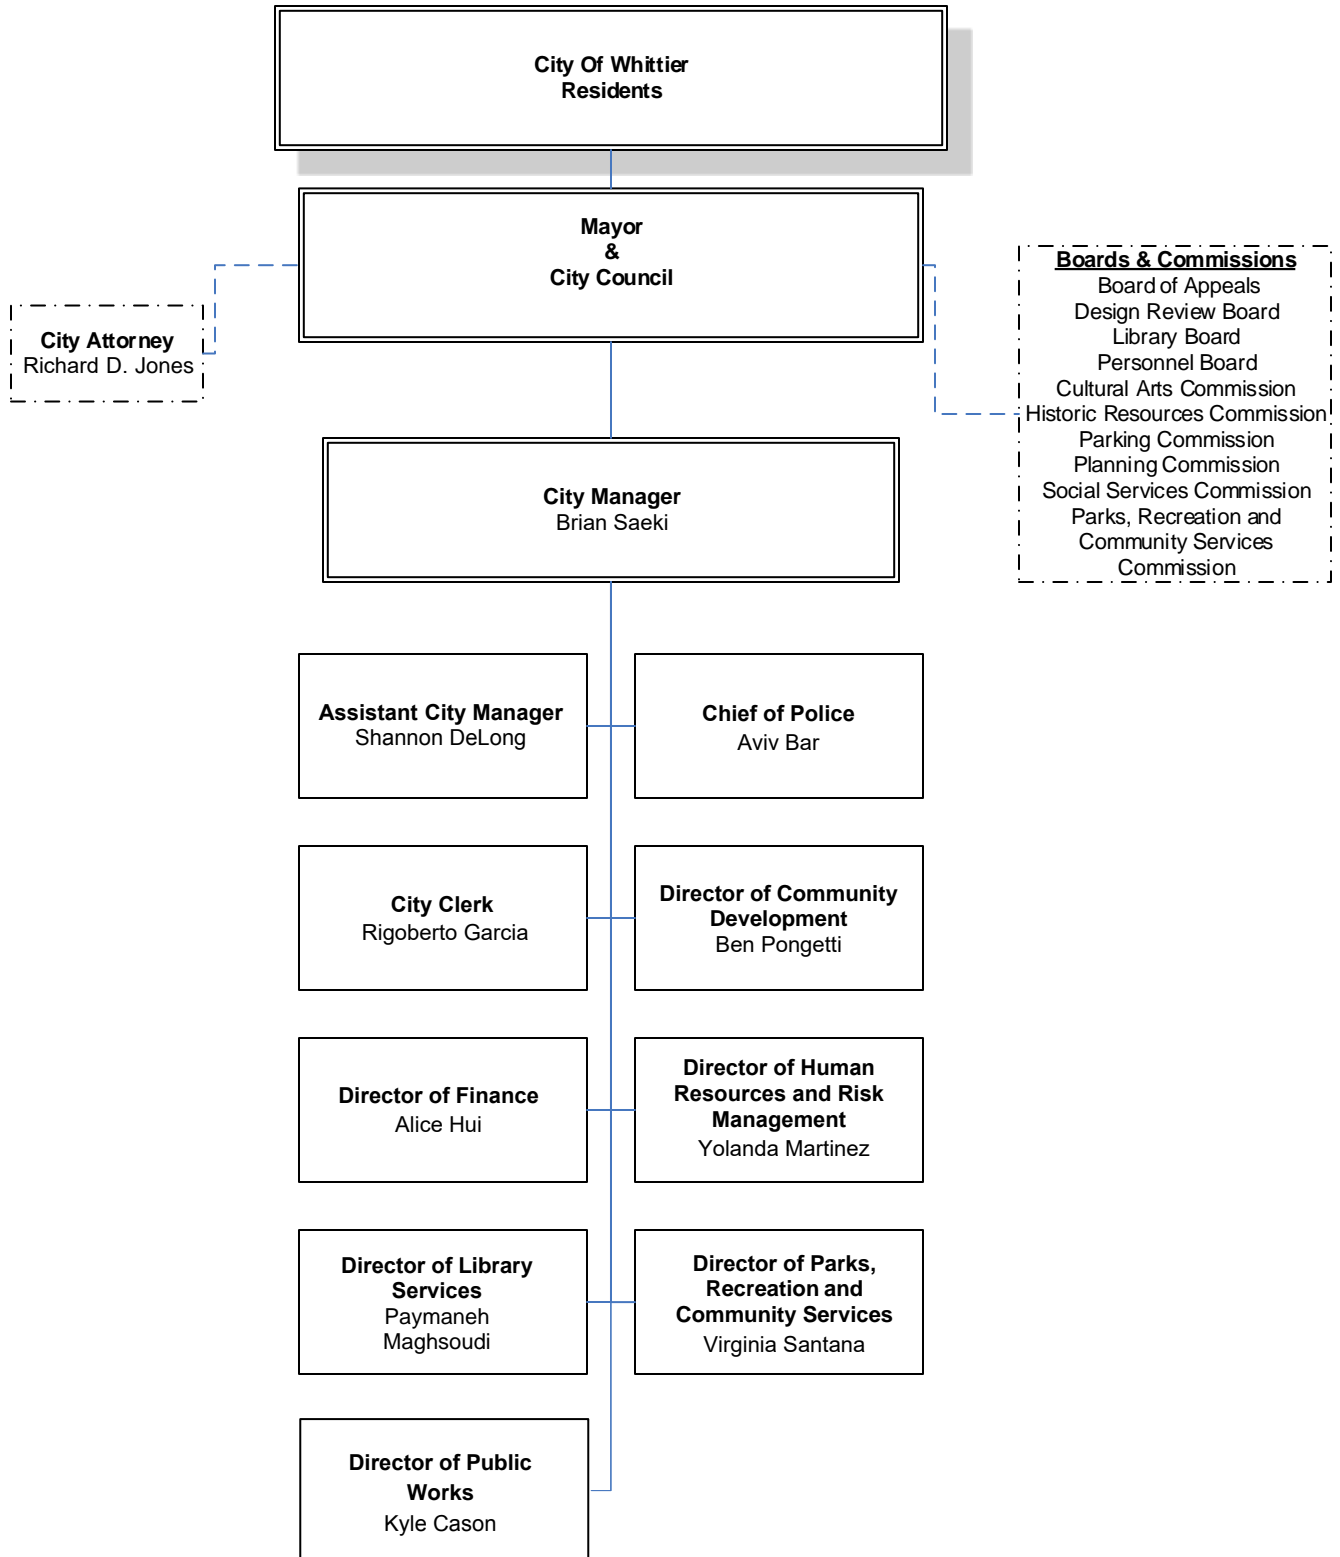 City Of Whittier
Residents
Mayor
&
City Council
City Attorney
Richard D. Jones
Boards & Commissions
Board of Appeals
Design Review Board
Library Board
Personnel Board
Cultural Arts Commission
Historic Resources Commission
Parking Commission
Planning Commission
Social Services Commission
Parks, Recreation and
Community Services
Commission
City Manager
Brian Saeki
Assistant City Manager
Shannon DeLong
Chief of Police
Aviv Bar
City Clerk
Rigoberto Garcia
Director of Community
Development
Ben Pongetti
Director of Finance
Alice Hui
Director of Human
Resources and Risk
Management
Yolanda Martinez
Director of Library
Services
Paymaneh
Maghsoudi
Director of Parks,
Recreation and
Community Services
Virginia Santana
Director of Public
Works
Kyle Cason